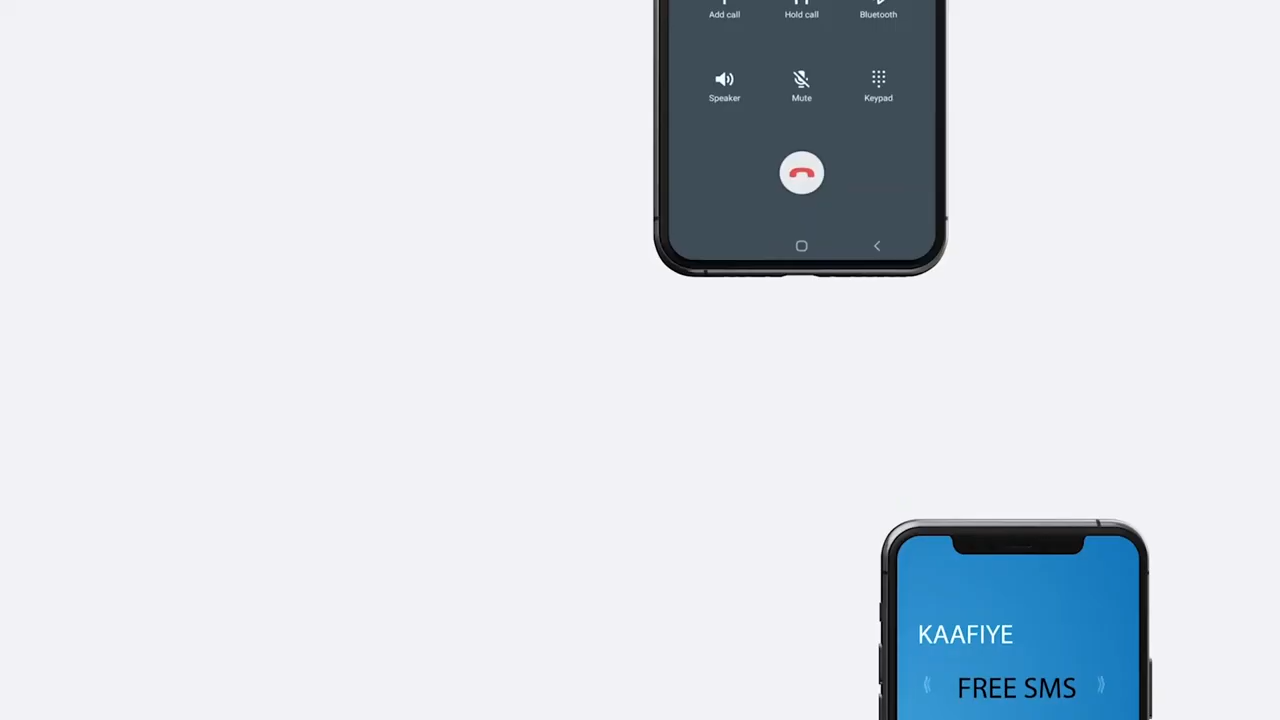 Add call Hold call Bluetooth
Speaker Mute Keypad
KAAFIYE
FREE SMS